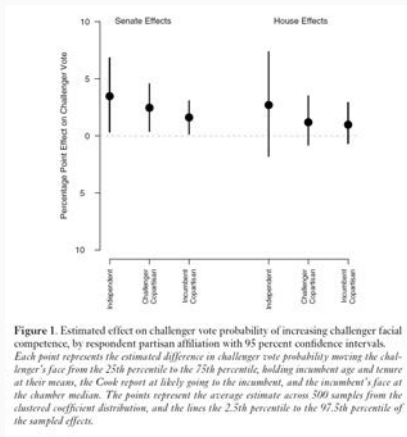 Senate Effects
House Effects
Percentage Point Effect on Challenger Vote
10
5
0
5
10
Independent
Challenger
Copartisan
Incumbent
Copartisan
Independent
Challenger
Copartisan
Incumbent
Copartisan
Figure 1. Estimated effect on challenger vote probability of increasing challenger facial
competence, by respondent partisan affiliation with 95 percent confidence intervals.
Each point represents the estimated difference in challenger vote probability moving the chal-
lenger's face from the 25th percentile to the 75th percentile, holding incumbent age and tenure
at their means, the Cook report at likely going to the incumbent, and the incumbent's face at
the chamber median. The points represent the average estimate across 500 samples from the
clustered coefficient distribution, and the lines the 2.5th percentile to the 97.5th percentile of
the sampled effects.